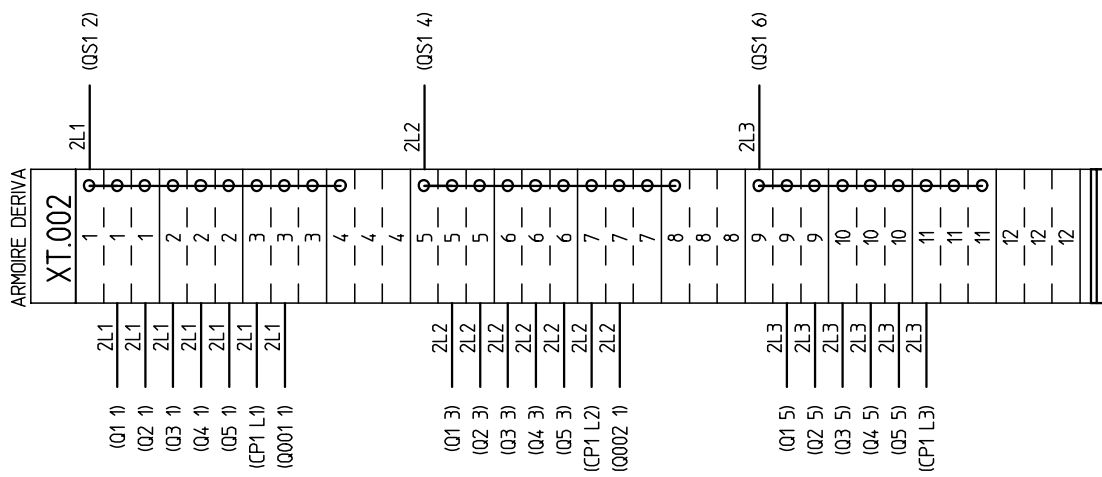 (QS1 2)
(QS1 4)
(QS1 6)
2L1
2L2
2L3
ARMOIRE DERIVA
XT.002
1
1
1
2
2
2
3
3
3
4
4
4
5
5
5
6
6
6
7
7
7
8
8
8
9
9
9
10
10
10
11
11
11
12
12
12
2L1
2L1
2L1
2L1
2L1
2L1
2L1
2L2
2L2
2L2
2L2
2L2
2L2
2L2
2L3
2L3
2L3
2L3
2L3
2L3
(Q1 1)
(Q2 1)
(Q3 1)
(Q4 1)
(Q5 1)
(CP1 L1)
(Q001 1)
(Q1 3)
(Q2 3)
(Q3 3)
(Q4 3)
(Q5 3)
(CP1 L2)
(Q002 1)
(Q1 5)
(Q2 5)
(Q3 5)
(Q4 5)
(Q5 5)
(CP1 L3)